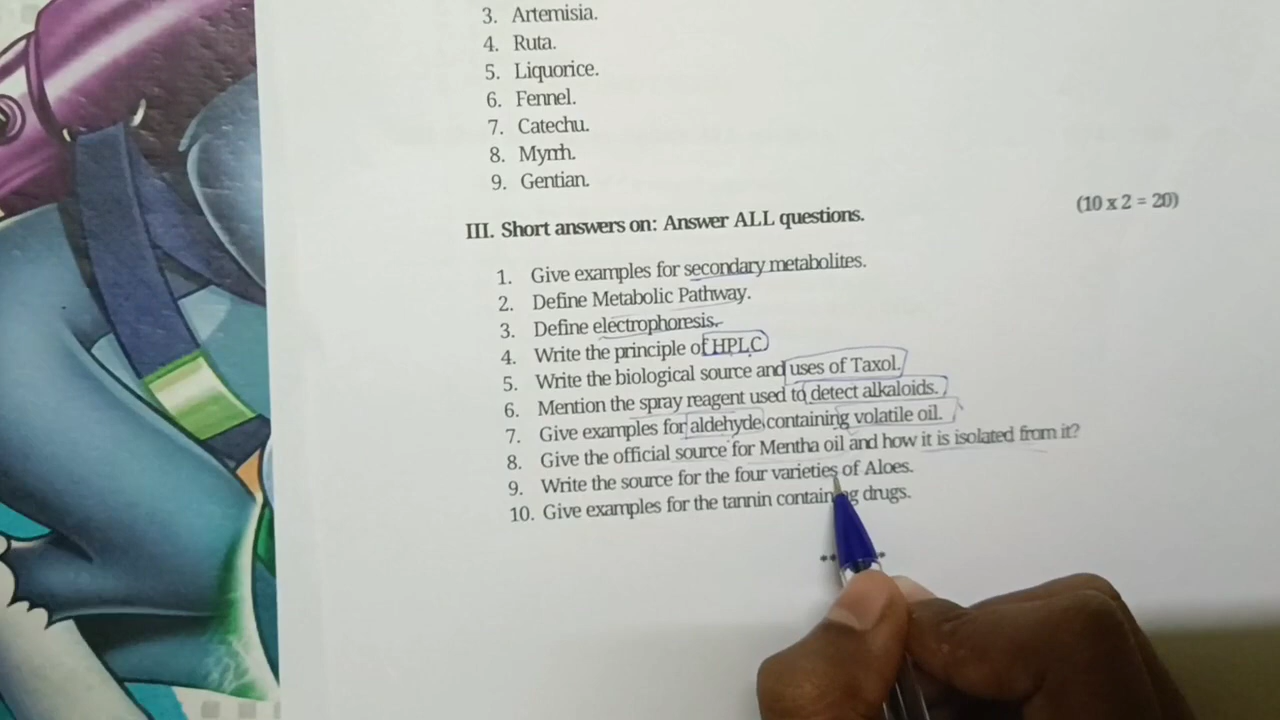 3. Artemisia.
4. Ruta.
5. Liquorice.
6. Fennel.
7. Catechu.
8. Myrrh.
9. Gentian.
III. Short answers on: Answer ALL questions. (10 x 2 = 20)
1. Give examples for secondary metabolites.
2. Define Metabolic Pathway.
3. Define electrophoresis.
4. Write the principle of HPLC
5. Write the biological source and uses of Taxol.
6. Mention the spray reagent used to detect alkaloids.
7. Give examples for aldehyde containing volatile oil.
8. Give the official source for Mentha oil and how it is isolated from it?
9. Write the source for the four varieties of Aloes.
10. Give examples for the tannin containing drugs.